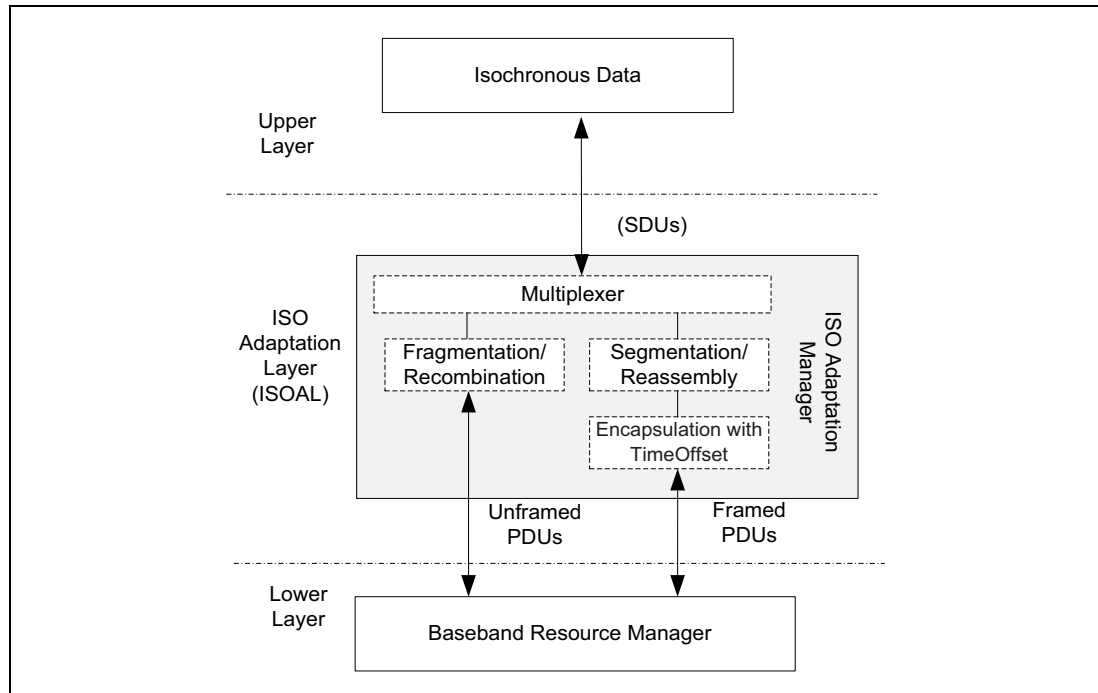 Isochronous Data
Upper
Layer
(SDUs)
Multiplexer
ISO
Adaptation
Layer
(ISOAL)
Fragmentation/
Recombination
Segmentation/
Reassembly
Encapsulation with
TimeOffset
ISO Adaptation
Manager
Unframed
PDUs
Framed
PDUs
Lower
Layer
Baseband Resource Manager